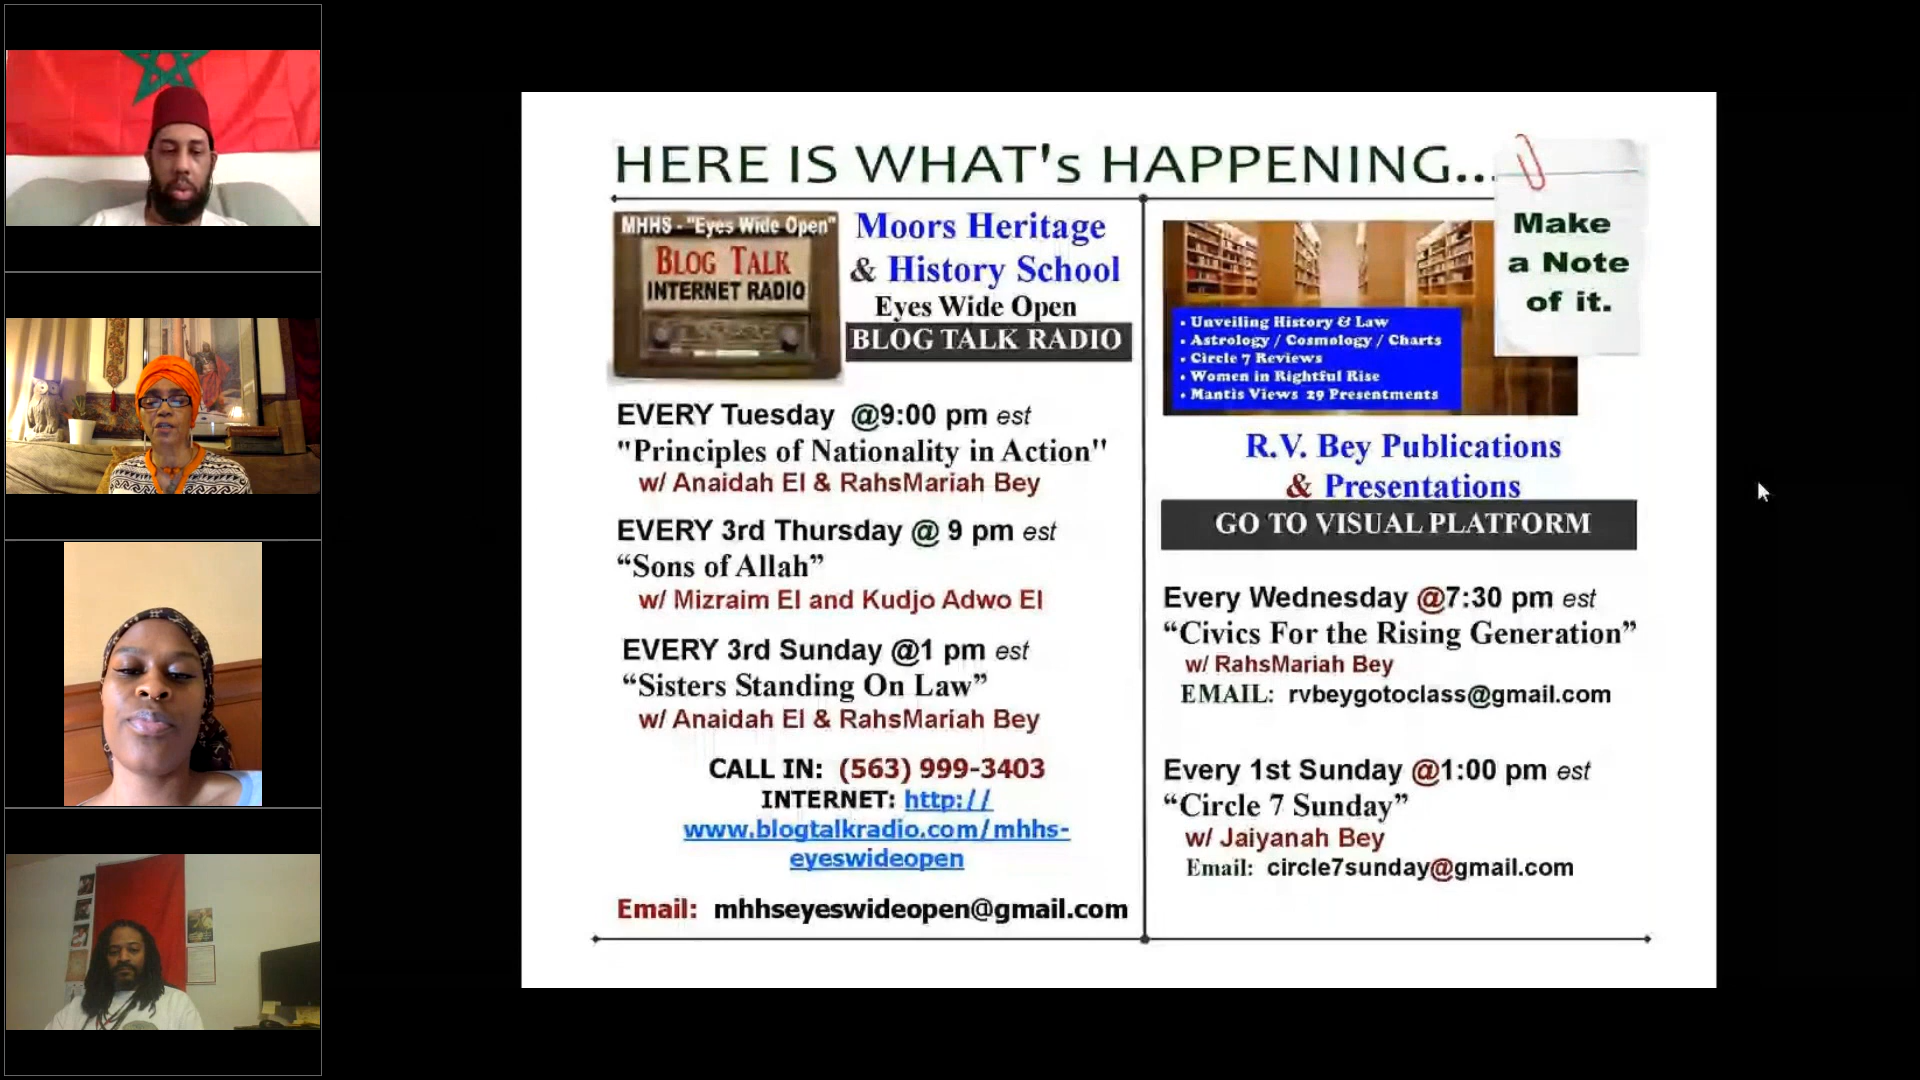 HERE IS WHAT's HAPPENING...
MHHS - "Eyes Wide Open"
BLOG TALK
INTERNET RADIO
Moors Heritage
& History School
Eyes Wide Open
BLOG TALK RADIO
EVERY Tuesday @9:00 pm est
"Principles of Nationality in Action"
w/ Anaidah El & RahsMariah Bey
EVERY 3rd Thursday @ 9 pm est
“Sons of Allah”
w/ Mizraim El and Kudjo Adwo El
EVERY 3rd Sunday @1 pm est
“Sisters Standing On Law”
w/ Anaidah El & RahsMariah Bey
CALL IN: (563) 999-3403
INTERNET: http://
www.blogtalkradio.com/mhhs-
eyeswideopen
Email: mhhseyeswideopen@gmail.com
Make
a Note
of it.
• Unveiling History & Law
• Astrology / Cosmology / Charts
• Circle 7 Reviews
• Women in Rightful Rise
• Mantis Views 29 Presentments
R.V. Bey Publications
& Presentations
GO TO VISUAL PLATFORM
Every Wednesday @7:30 pm est
“Civics For the Rising Generation”
w/ RahsMariah Bey
EMAIL: rvbeygotoclass@gmail.com
Every 1st Sunday @1:00 pm est
“Circle 7 Sunday”
w/ Jaiyanah Bey
Email: circle7sunday@gmail.com